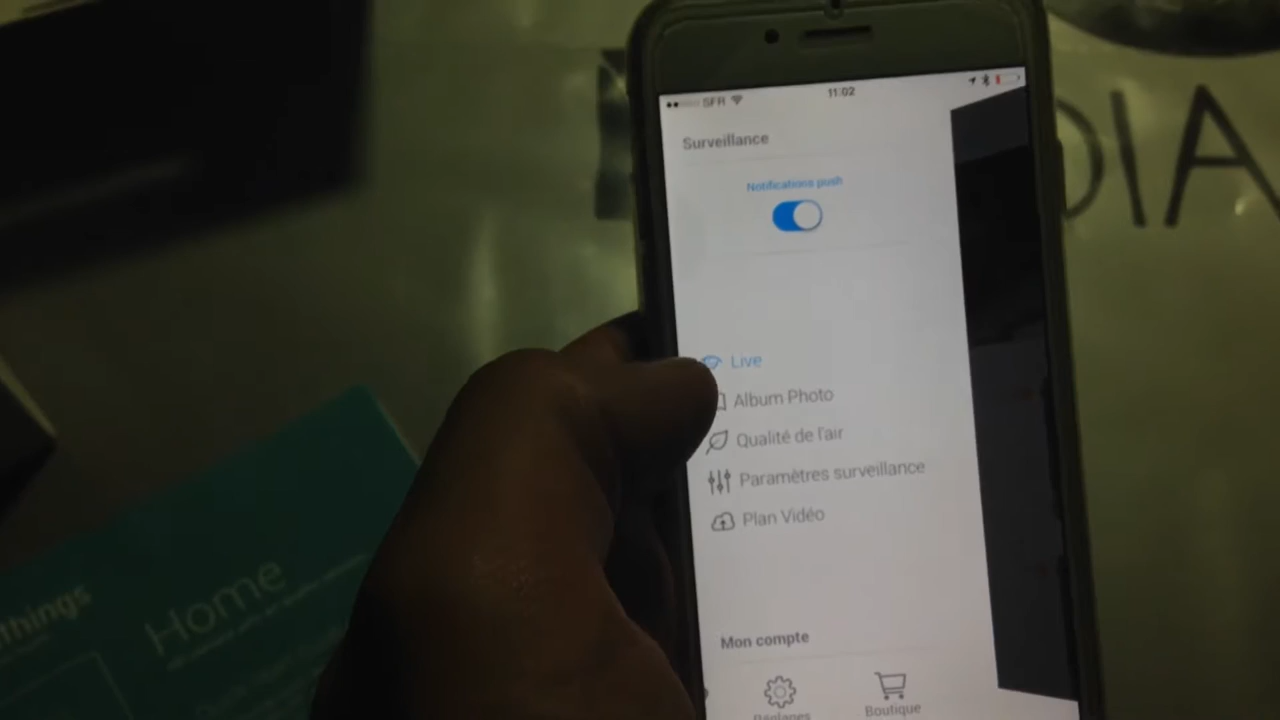 SFR
11:02
Surveillance
Notifications push
Live
Album Photo
Qualité de l'air
Paramètres surveillance
Plan Vidéo
Mon compte
Réglages
Boutique
DIA
Things
Home